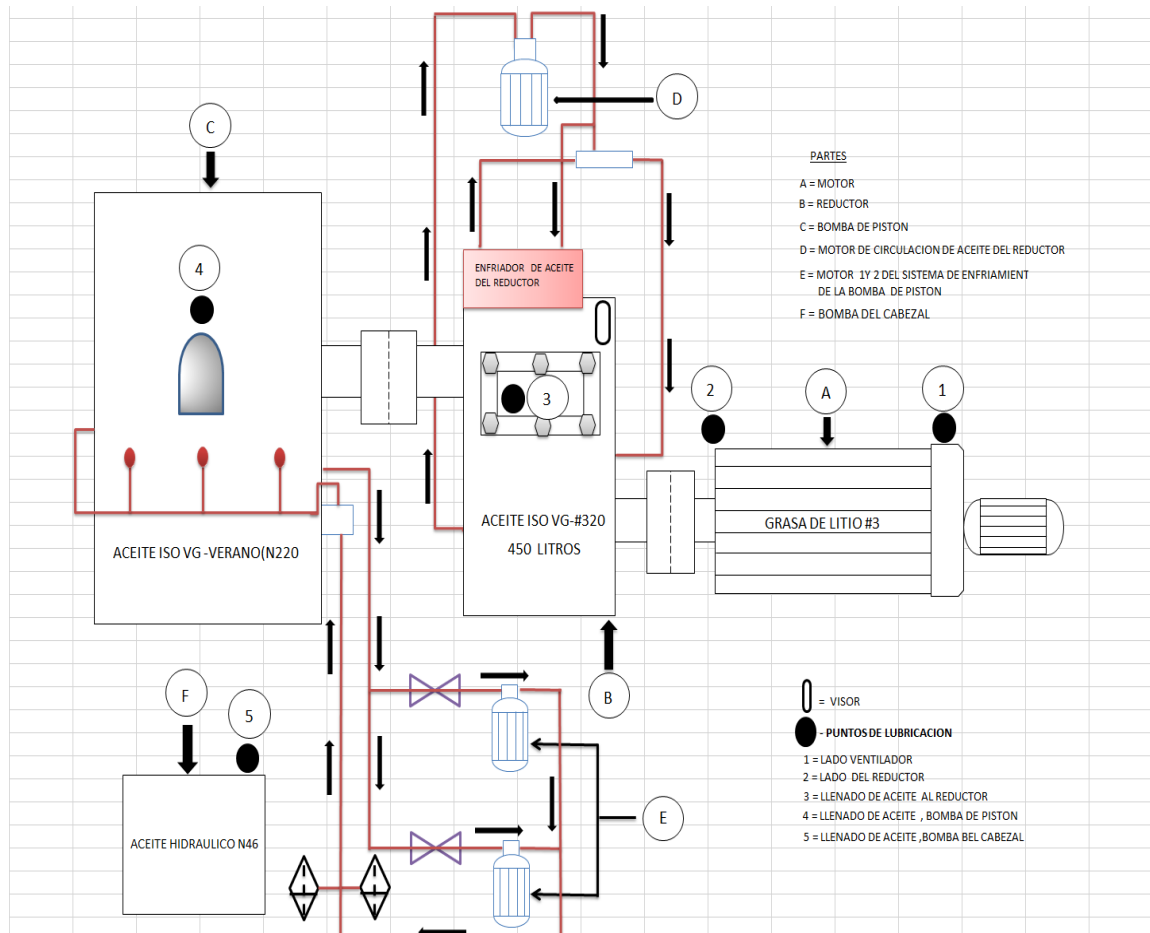 D
C
PARTES
A = MOTOR
B = REDUCTOR
C = BOMBA DE PISTON
D = MOTOR DE CIRCULACION DE ACEITE DEL REDUCTOR
E = MOTOR 1Y 2 DEL SISTEMA DE ENFRIAMIENT
DE LA BOMBA DE PISTON
F = BOMBA DEL CABEZAL
4
ENFRIADOR DE ACEITE
DEL REDUCTOR
3
2
A
1
ACEITE ISO VG -VERANO(N220
ACEITE ISO VG-#320
450 LITROS
GRASA DE LITIO #3
F
5
B
E
ACEITE HIDRAULICO N46
= VISOR
- PUNTOS DE LUBRICACION
1 = LADO VENTILADOR
2 = LADO DEL REDUCTOR
3 = LLENADO DE ACEITE AL REDUCTOR
4 = LLENADO DE ACEITE , BOMBA DE PISTON
5 = LLENADO DE ACEITE ,BOMBA BEL CABEZAL